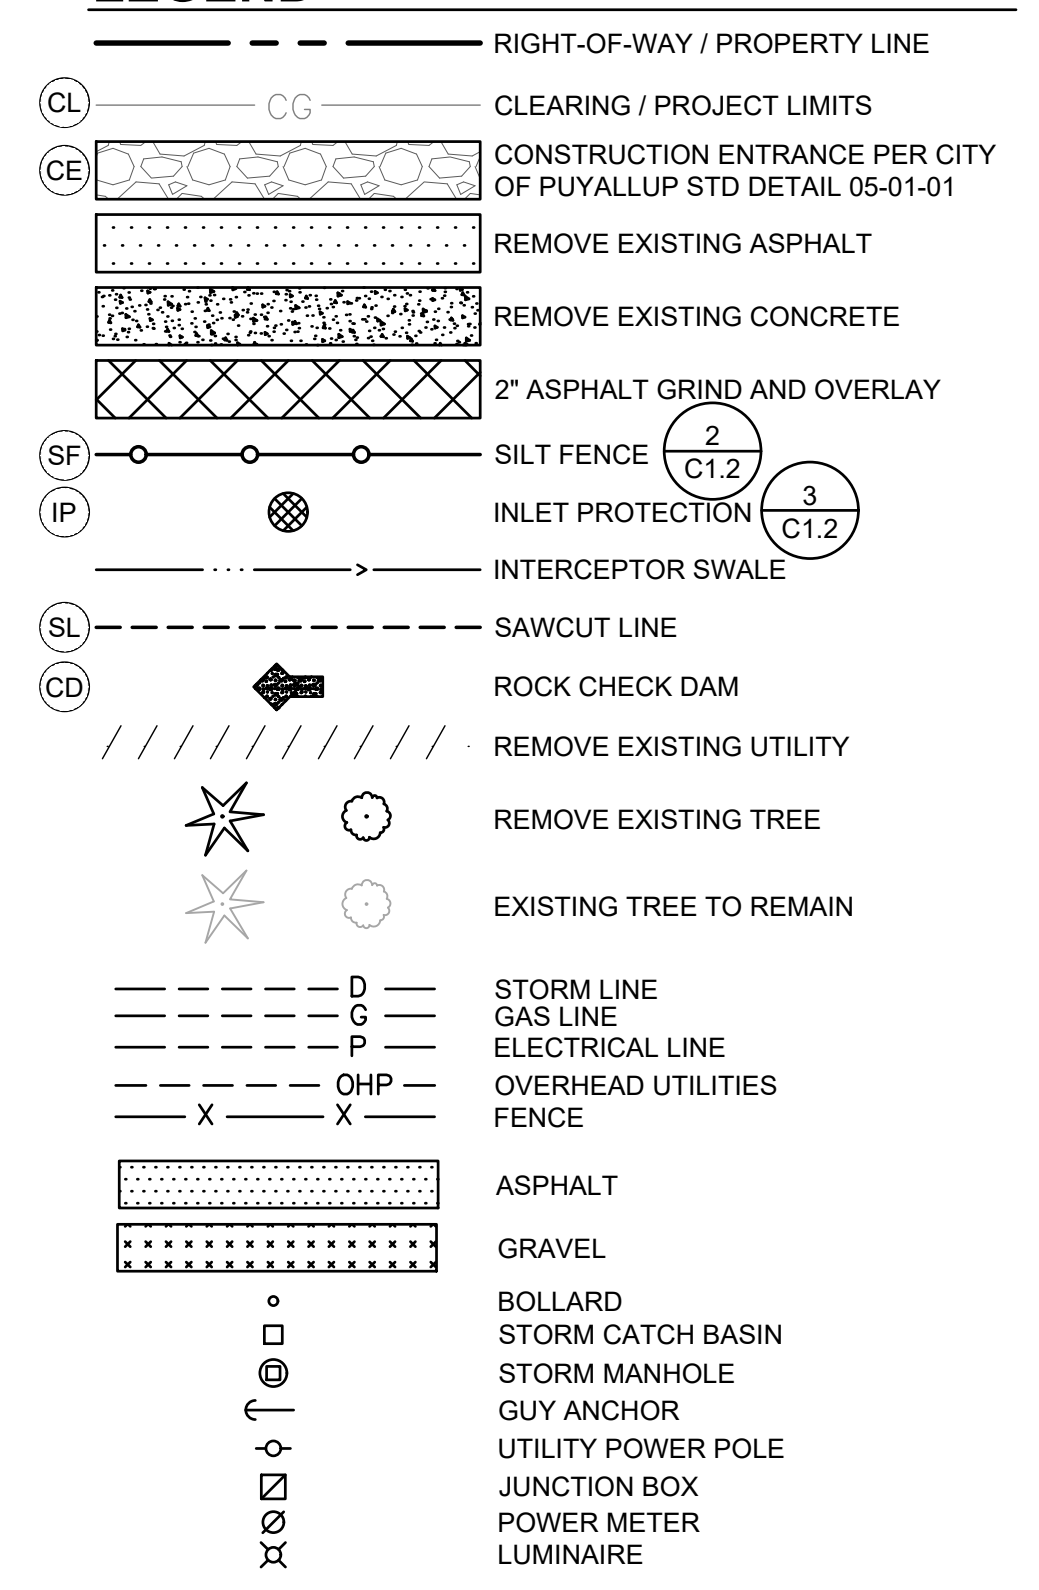 LEGEND
RIGHT-OF-WAY / PROPERTY LINE
CL CG CLEARING / PROJECT LIMITS
CE CONSTRUCTION ENTRANCE PER CITY
OF PUYALLUP STD DETAIL 05-01-01
REMOVE EXISTING ASPHALT
REMOVE EXISTING CONCRETE
2" ASPHALT GRIND AND OVERLAY
SF SILT FENCE 2
C1.2
IP INLET PROTECTION 3
C1.2
INTERCEPTOR SWALE
SL SAWCUT LINE
CD ROCK CHECK DAM
REMOVE EXISTING UTILITY
REMOVE EXISTING TREE
EXISTING TREE TO REMAIN
D STORM LINE
G GAS LINE
P ELECTRICAL LINE
OHP OVERHEAD UTILITIES
X X FENCE
ASPHALT
GRAVEL
BOLLARD
STORM CATCH BASIN
STORM MANHOLE
GUY ANCHOR
UTILITY POWER POLE
JUNCTION BOX
POWER METER
LUMINAIRE